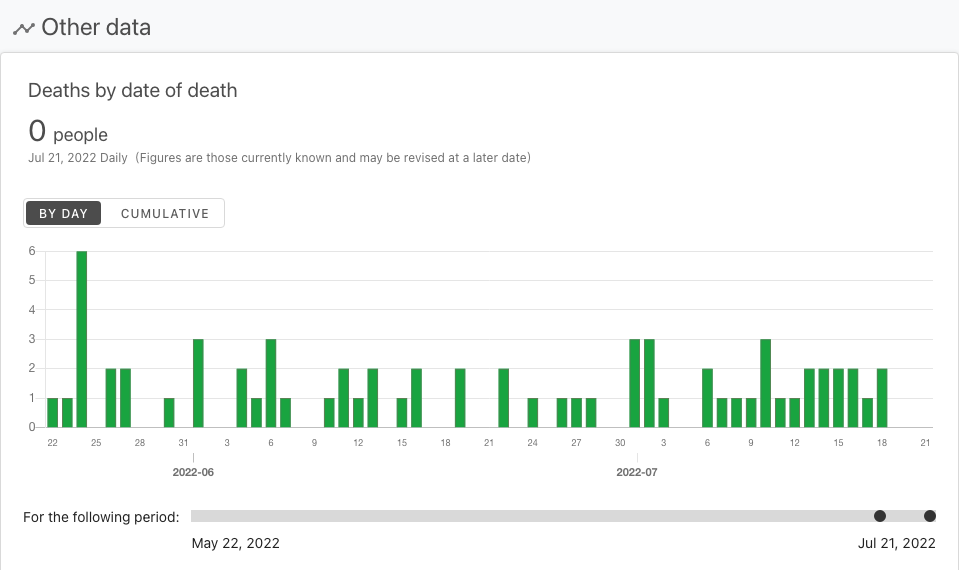 Other data
Deaths by date of death
0 people
Jul 21, 2022 Daily (Figures are those currently known and may be revised at a later date)
BY DAY CUMULATIVE
6
5
4
3
2
1
0
22 25 28 31 3 6 9 12 15 18 21 24 27 30 3 6 9 12 15 18 21
2022-06 2022-07
For the following period:
May 22, 2022 Jul 21, 2022